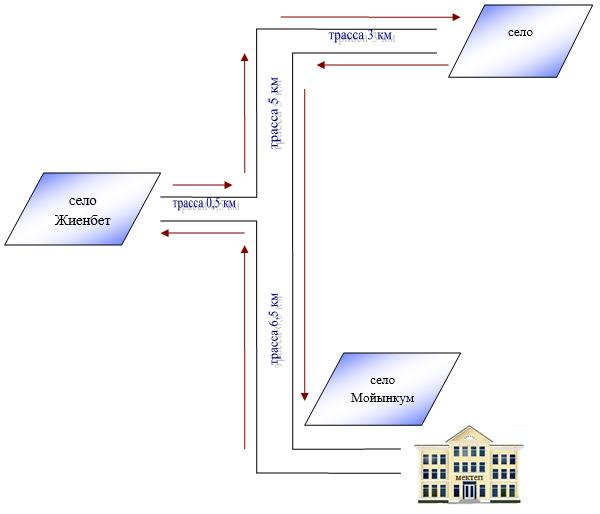 трасса 3 км
село
трасса 5 км
село
Жиенбет
трасса 0,5 км
трасса 6,5 км
село
Мойынкум
мектеп